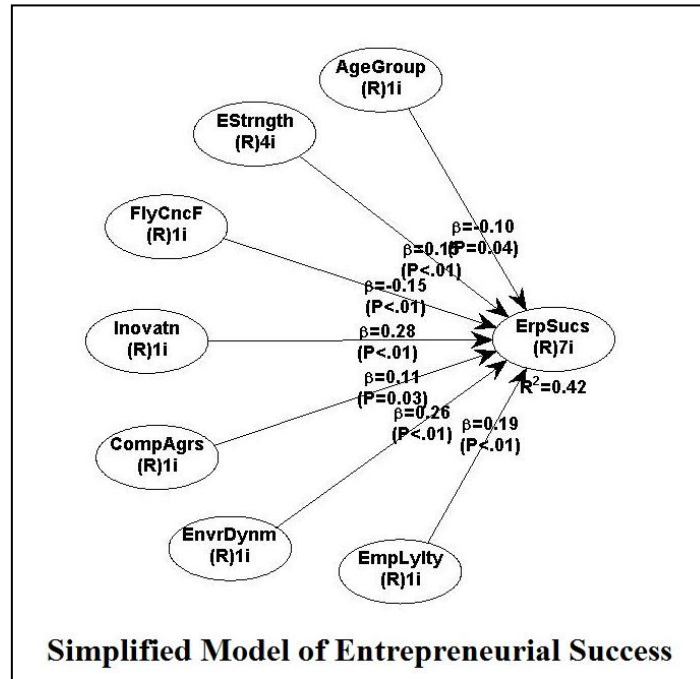 AgeGroup
(R)1i
EStrngth
(R)4i
FlyCncF
(R)1i
Inovatn
(R)1i
CompAgrs
(R)1i
EnvrDynm
(R)1i
EmpLylty
(R)1i
β=-0.10
(P=0.04)
(P<.01)
β=-0.15
(P<.01)
β=0.28
(P<.01)
β=0.11
(P=0.03)
β=0.26
(P<.01)
β=0.19
(P<.01)
ErpSucs
(R)7i
R²=0.42
Simplified Model of Entrepreneurial Success